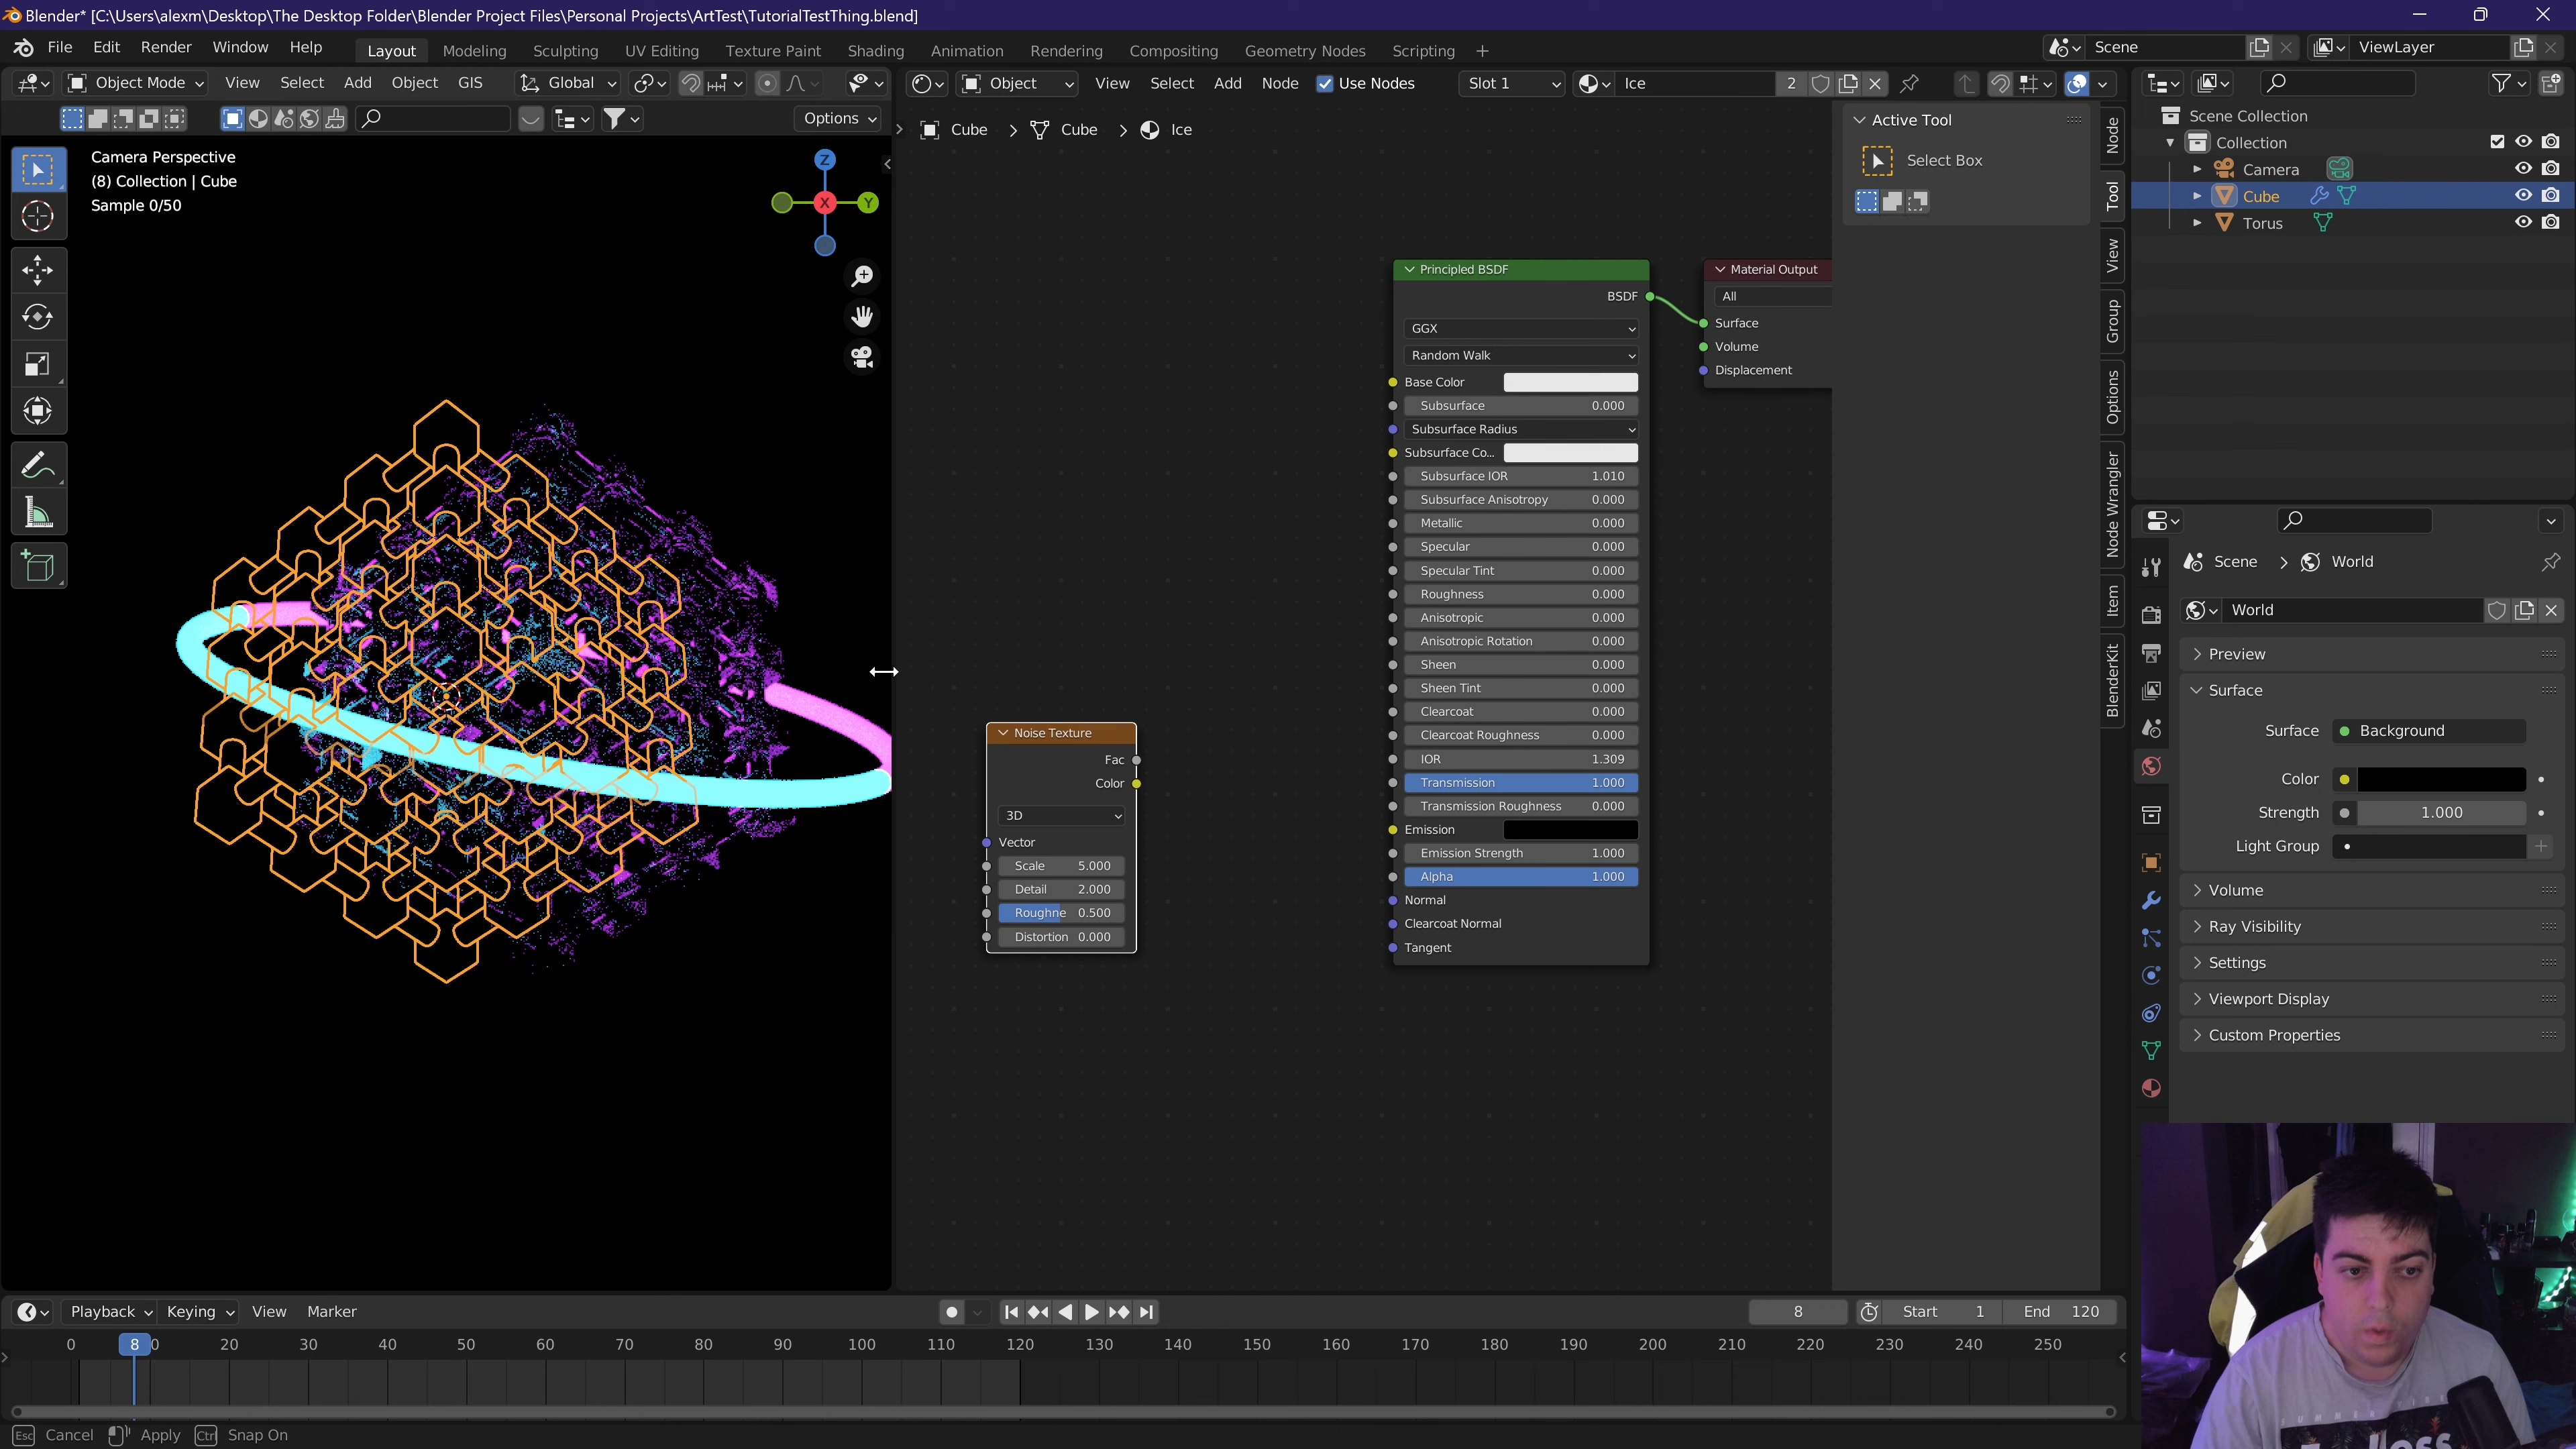 Blender* [C:\Users\alexm\Desktop\The Desktop Folder\Blender Project Files\Personal Projects\ArtTest\TutorialTestThing.blend]
File Edit Render Window Help Layout Modeling Sculpting UV Editing Texture Paint Shading Animation Rendering Compositing Geometry Nodes Scripting + Scene ViewLayer
Object Mode View Select Add Object GIS Global Object View Select Add Node Use Nodes Slot 1 Ice 2
Options
Camera Perspective
(8) Collection | Cube
Sample 0/50
Z
X
Y
Cube > Cube > Ice
Active Tool
Select Box
Node
Tool
View
Group
Options
Node Wrangler
Item
BlenderKit
Principled BSDF
BSDF
GGX
Random Walk
Base Color
Subsurface 0.000
Subsurface Radius
Subsurface Co...
Subsurface IOR 1.010
Subsurface Anisotropy 0.000
Metallic 0.000
Specular 0.000
Specular Tint 0.000
Roughness 0.000
Anisotropic 0.000
Anisotropic Rotation 0.000
Sheen 0.000
Sheen Tint 0.000
Clearcoat 0.000
Clearcoat Roughness 0.000
IOR 1.309
Transmission 1.000
Transmission Roughness 0.000
Emission
Emission Strength 1.000
Alpha 1.000
Normal
Clearcoat Normal
Tangent
Material Output
All
Surface
Volume
Displacement
Noise Texture
Fac
Color
3D
Vector
Scale 5.000
Detail 2.000
Roughne 0.500
Distortion 0.000
Scene Collection
Collection
Camera
Cube
Torus
Scene > World
World
Preview
Surface
Surface Background
Color
Strength 1.000
Light Group
Volume
Ray Visibility
Settings
Viewport Display
Custom Properties
Playback Keying View Marker 8 Start 1 End 120
0 8 0 20 30 40 50 60 70 80 90 100 110 120 130 140 150 160 170 180 190 200 210 220 230 240 250
Esc Cancel Apply Ctrl Snap On